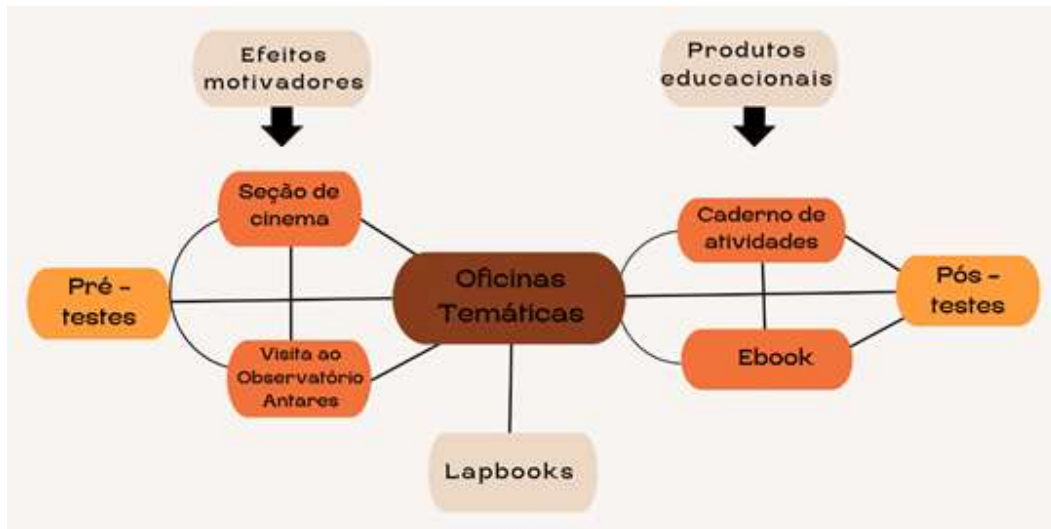 Efeitos
motivadores
Produtos
educacionais
Seção de
cinema
Caderno de
atividades
Pré -
testes
Oficinas
Temáticas
Pós -
testes
Visita ao
Observatório
Antares
Ebook
Lapbooks